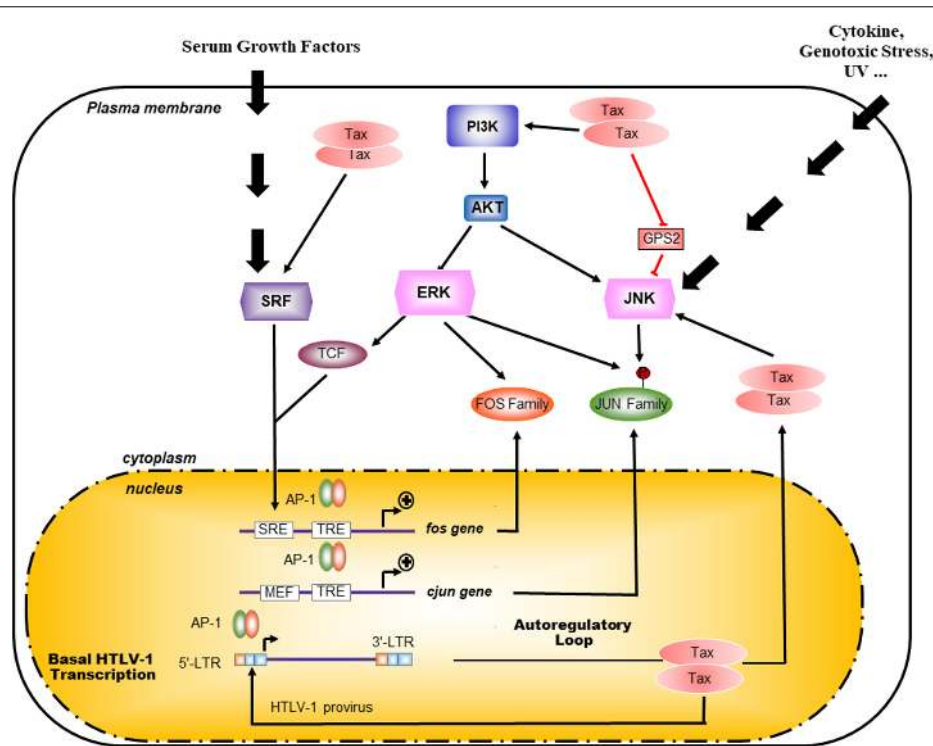 Serum Growth Factors
Cytokine,
Genotoxic Stress,
UV ...
Plasma membrane
Tax
Tax
PI3K
Tax
Tax
AKT
GPS2
SRF
ERK
JNK
TCF
FOS Family
JUN Family
Tax
Tax
cytoplasm
nucleus
AP-1
SRE
TRE
fos gene
AP-1
MEF
TRE
cjun gene
AP-1
5'-LTR
3'-LTR
Basal HTLV-1
Transcription
Autoregulatory
Loop
Tax
Tax
HTLV-1 provirus